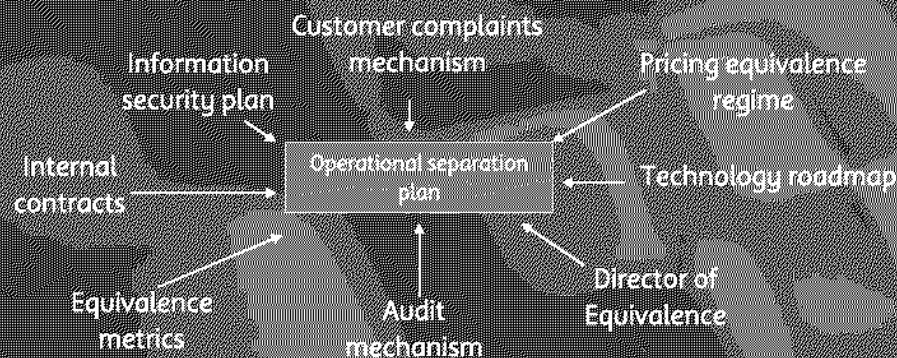 Customer complaints
mechanism
Information
security plan
Pricing equivalence
regime
Operational separation
plan
Internal
contracts
Technology roadmap
Equivalence
metrics
Audit
mechanism
Director of
Equivalence